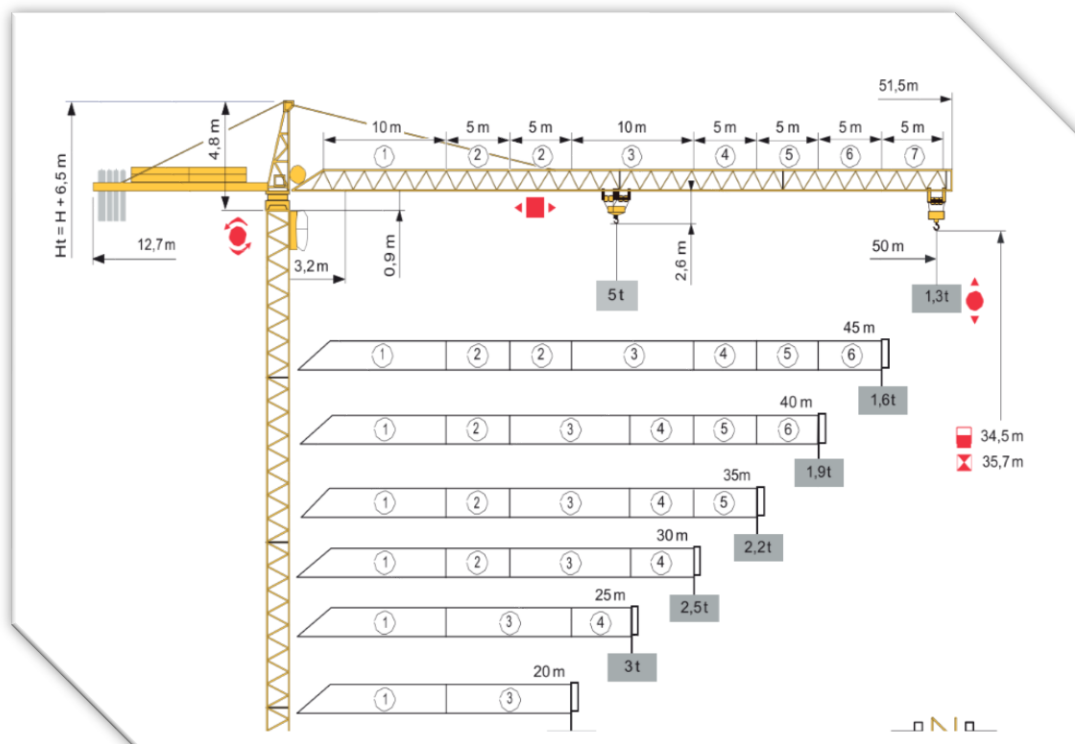 51,5m
10 m 5 m 5 m 10 m 5 m 5 m 5 m 5 m
1 2 2 3 4 5 6 7
4,8m
Ht = H + 6,5 m
12,7m
3,2m
0,9 m
2,6 m
50 m
5 t
1,3t
45 m
1 2 2 3 4 5 6
1,6t
40 m
1 2 3 4 5 6
34,5m
35,7m
1,9t
35m
1 2 3 4 5
2,2t
30 m
1 2 3 4
2,5t
25 m
1 3 4
3 t
20 m
1 3